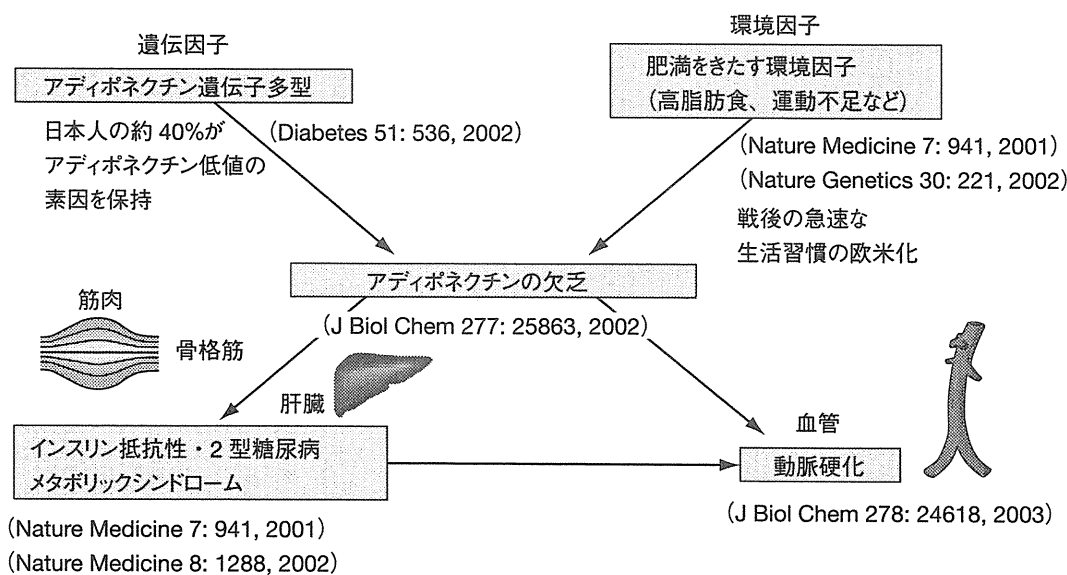 遺伝因子
アディポネクチン遺伝子多型
日本人の約 40%が
アディポネクチン低値の
素因を保持
(Diabetes 51: 536, 2002)
環境因子
肥満をきたす環境因子
(高脂肪食、運動不足など)
(Nature Medicine 7: 941, 2001)
(Nature Genetics 30: 221, 2002)
戦後の急速な
生活習慣の欧米化
アディポネクチンの欠乏
(J Biol Chem 277: 25863, 2002)
筋肉
骨格筋
肝臓
インスリン抵抗性・2 型糖尿病
メタボリックシンドローム
(Nature Medicine 7: 941, 2001)
(Nature Medicine 8: 1288, 2002)
血管
動脈硬化
(J Biol Chem 278: 24618, 2003)